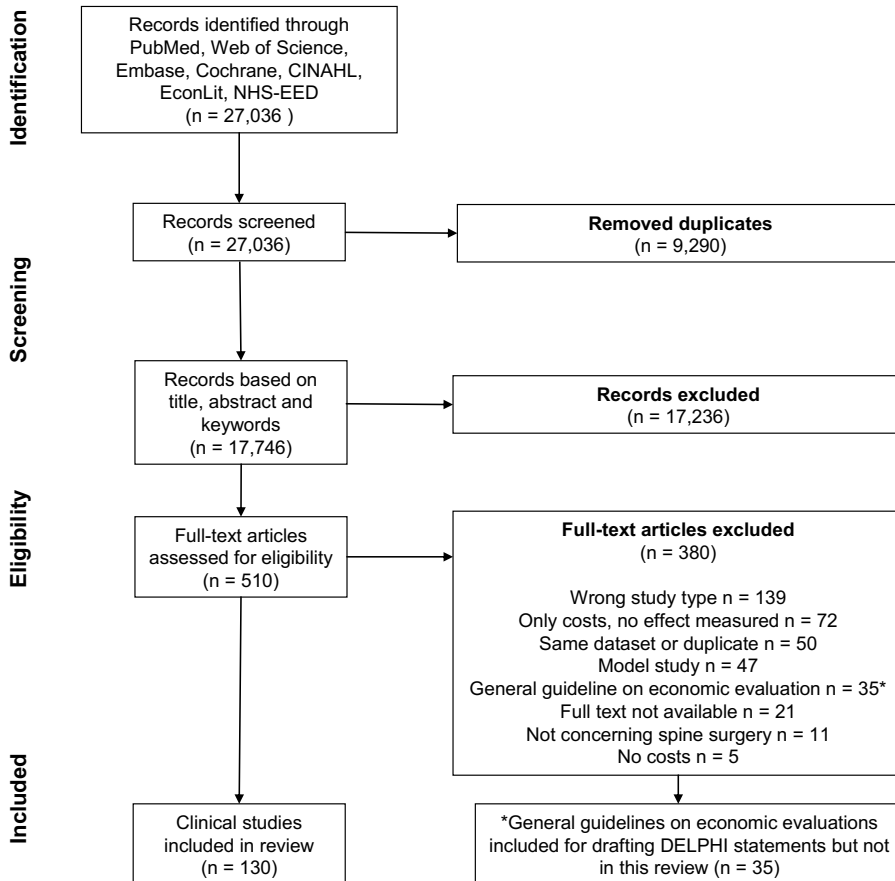 Identification
Records identified through
PubMed, Web of Science,
Embase, Cochrane, CINAHL,
EconLit, NHS-EED
(n = 27,036 )
Screening
Records screened
(n = 27,036)
Removed duplicates
(n = 9,290)
Records based on
title, abstract and
keywords
(n = 17,746)
Records excluded
(n = 17,236)
Eligibility
Full-text articles
assessed for eligibility
(n = 510)
Full-text articles excluded
(n = 380)
Wrong study type n = 139
Only costs, no effect measured n = 72
Same dataset or duplicate n = 50
Model study n = 47
General guideline on economic evaluation n = 35*
Full text not available n = 21
Not concerning spine surgery n = 11
No costs n = 5
Included
Clinical studies
included in review
(n = 130)
*General guidelines on economic evaluations
included for drafting DELPHI statements but not
in this review (n = 35)